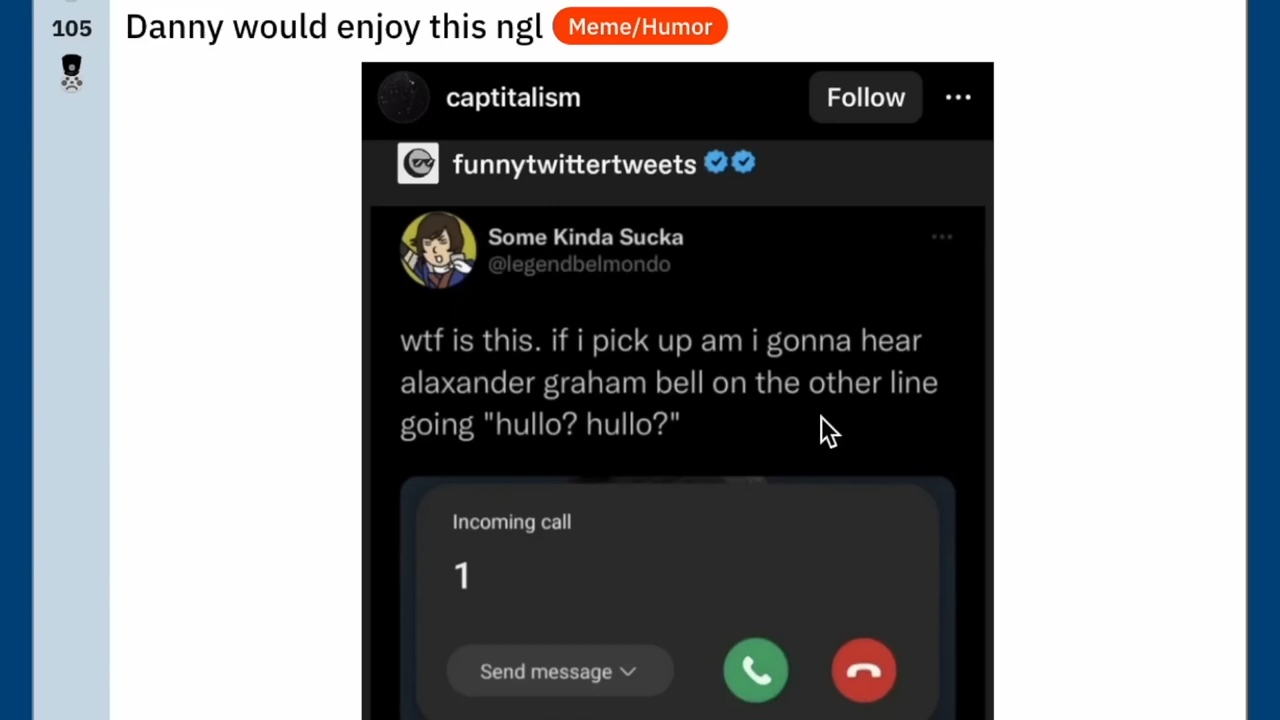 105
Danny would enjoy this ngl Meme/Humor
captitalism Follow
funnytwittertweets
Some Kinda Sucka
@legendbelmondo
wtf is this. if i pick up am i gonna hear
alaxander graham bell on the other line
going "hullo? hullo?"
Incoming call
1
Send message